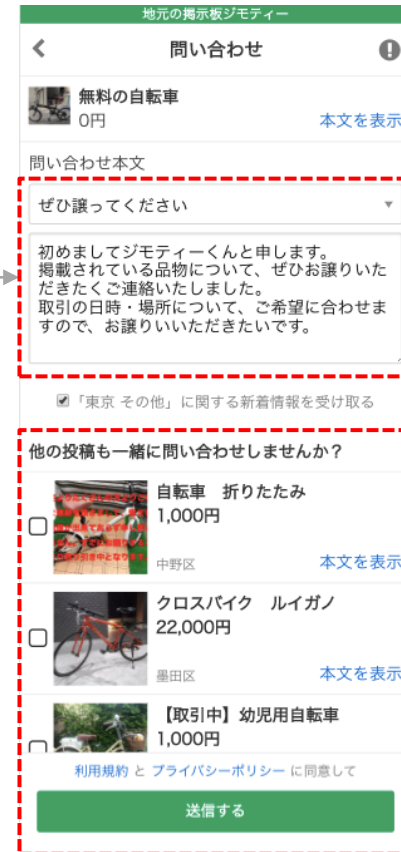 地元の掲示板ジモティー
問い合わせ
無料の自転車
0円
本文を表示
問い合わせ本文
ぜひ譲ってください
初めましてジモティーくんと申します。
掲載されている品物について、ぜひお譲りいた
だきたくご連絡いたしました。
取引の日時・場所について、ご希望に合わせま
すので、お譲りいいただきたいです。
「東京 その他」に関する新着情報を受け取る
他の投稿も一緒に問い合わせしませんか？
自転車　折りたたみ
1,000円
中野区
本文を表示
クロスバイク　ルイガノ
22,000円
墨田区
本文を表示
【取引中】幼児用自転車
1,000円
利用規約 と プライバシーポリシー に同意して
送信する